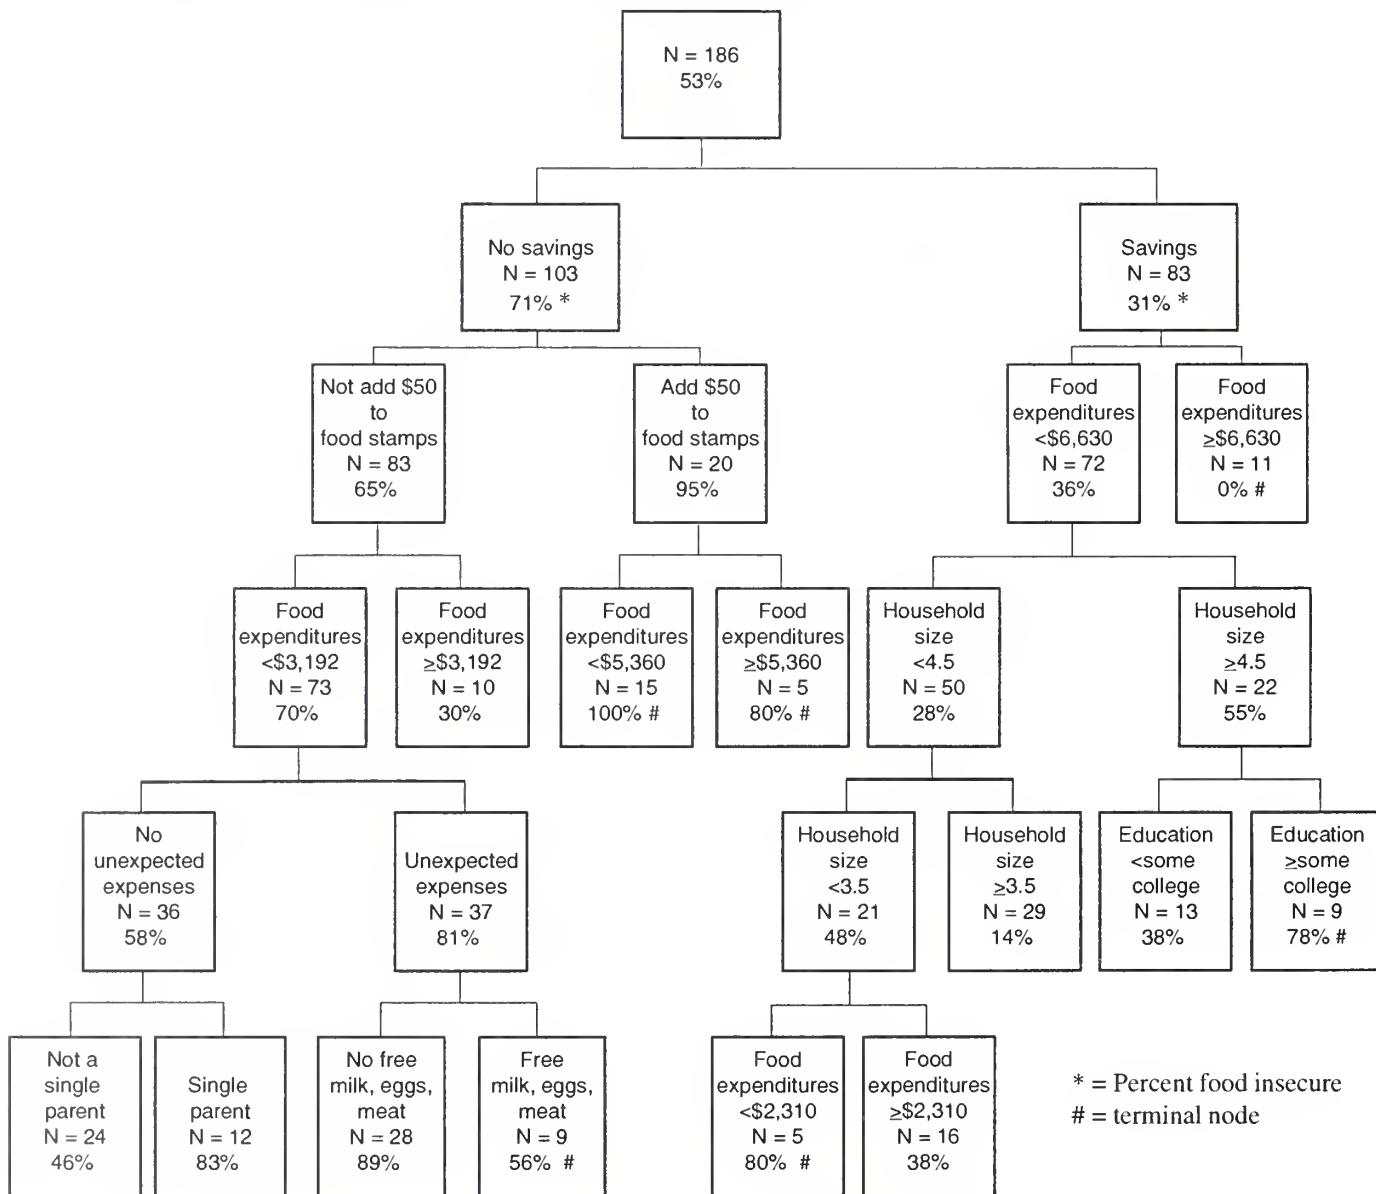 N = 186
53%
No savings
N = 103
71% *
Savings
N = 83
31% *
Not add $50
to
food stamps
N = 83
65%
Add $50
to
food stamps
N = 20
95%
Food
expenditures
<$6,630
N = 72
36%
Food
expenditures
≥$6,630
N = 11
0% #
Food
expenditures
<$3,192
N = 73
70%
Food
expenditures
≥$3,192
N = 10
30%
Food
expenditures
<$5,360
N = 15
100% #
Food
expenditures
≥$5,360
N = 5
80% #
Household
size
<4.5
N = 50
28%
Household
size
≥4.5
N = 22
55%
No
unexpected
expenses
N = 36
58%
Unexpected
expenses
N = 37
81%
Household
size
<3.5
N = 21
48%
Household
size
≥3.5
N = 29
14%
Education
<some
college
N = 13
38%
Education
≥some
college
N = 9
78% #
Not a
single
parent
N = 24
46%
Single
parent
N = 12
83%
No free
milk, eggs,
meat
N = 28
89%
Free
milk, eggs,
meat
N = 9
56% #
Food
expenditures
<$2,310
N = 5
80% #
Food
expenditures
≥$2,310
N = 16
38%
* = Percent food insecure
# = terminal node